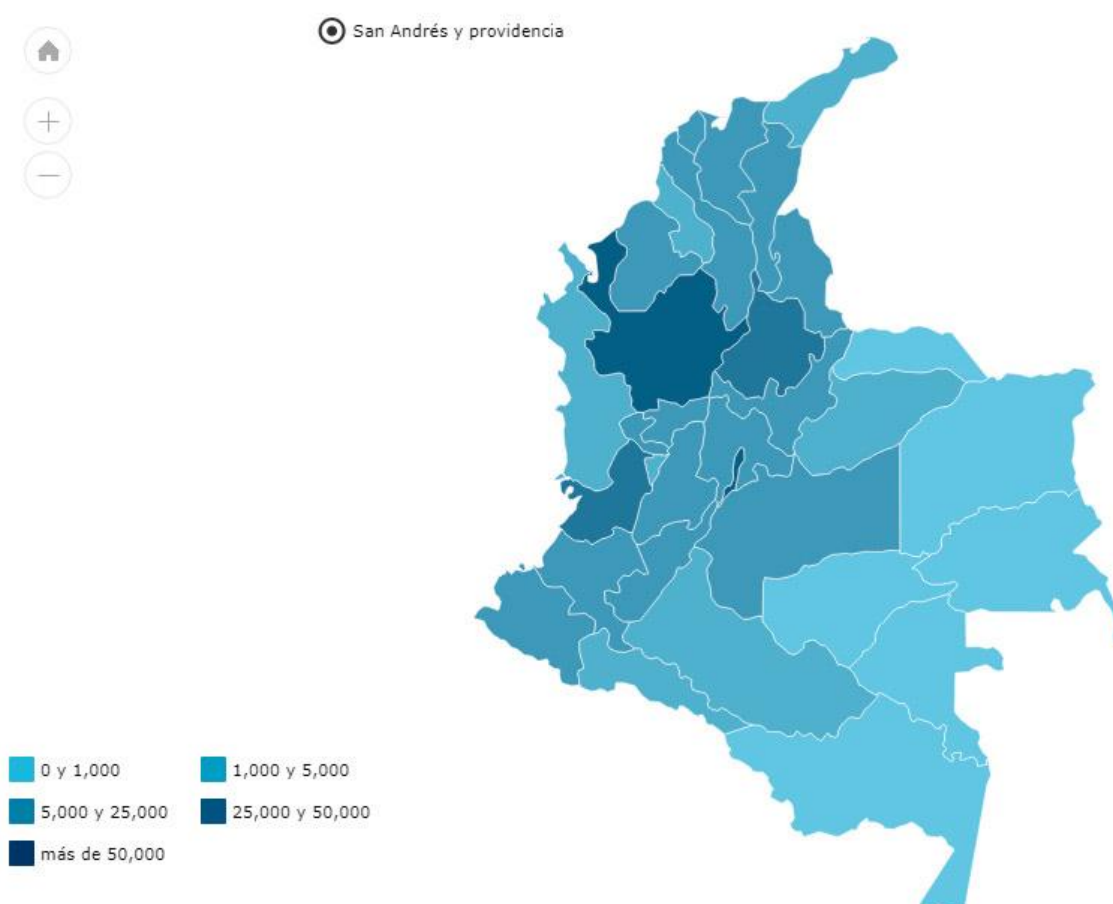 San Andrés y providencia
0 y 1,000
1,000 y 5,000
5,000 y 25,000
25,000 y 50,000
más de 50,000